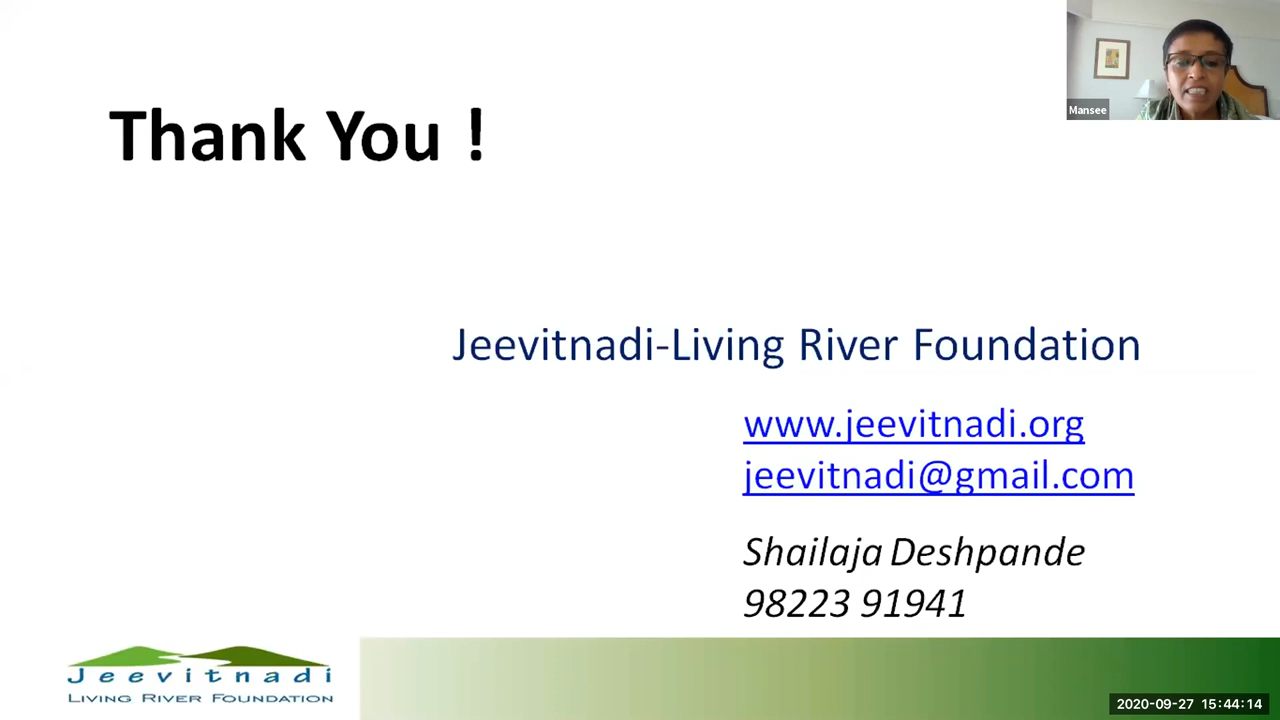 Mansee
Thank You !
Jeevitnadi-Living River Foundation
www.jeevitnadi.org
jeevitnadi@gmail.com
Shailaja Deshpande
98223 91941
Jeevitnadi
LIVING RIVER FOUNDATION
2020-09-27 15:44:14